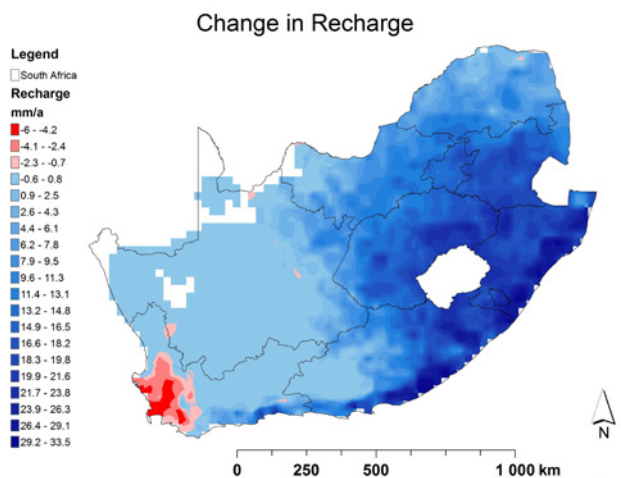 Change in Recharge
Legend
South Africa
Recharge
mm/a
-6 - -4.2
-4.1 - -2.4
-2.3 - -0.7
-0.6 - 0.8
0.9 - 2.5
2.6 - 4.3
4.4 - 6.1
6.2 - 7.8
7.9 - 9.5
9.6 - 11.3
11.4 - 13.1
13.2 - 14.8
14.9 - 16.5
16.6 - 18.2
18.3 - 19.8
19.9 - 21.6
21.7 - 23.8
23.9 - 26.3
26.4 - 29.1
29.2 - 33.5
N
0 250 500 1 000 km